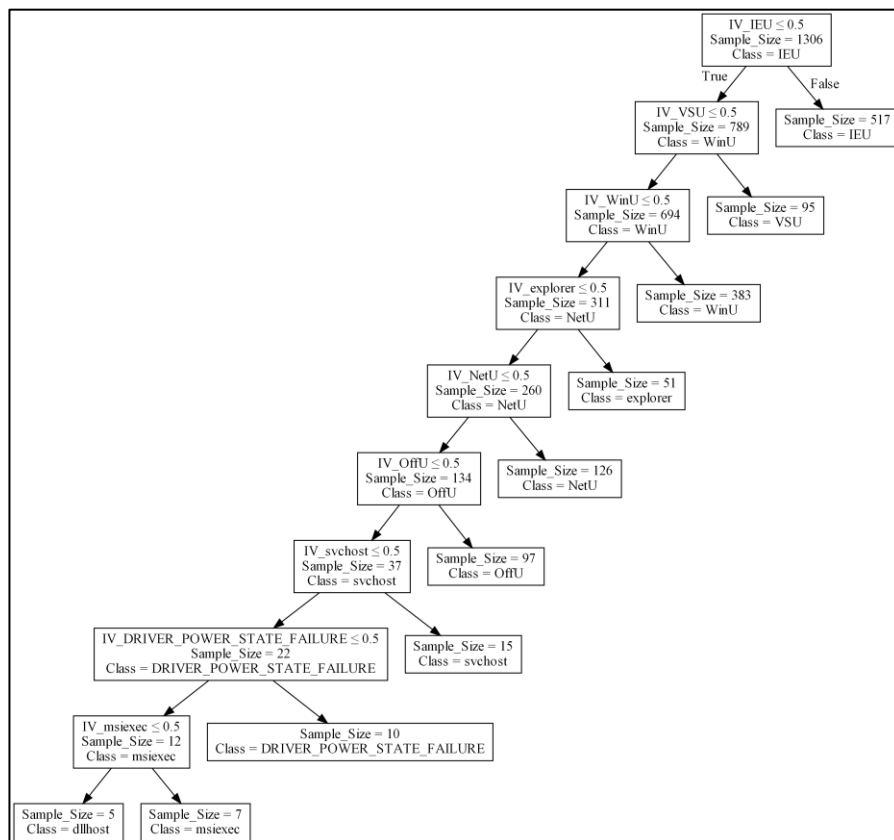 IV_IEU ≤ 0.5
Sample_Size = 1306
Class = IEU
True
False
IV_VSU ≤ 0.5
Sample_Size = 789
Class = WinU
Sample_Size = 517
Class = IEU
IV_WinU ≤ 0.5
Sample_Size = 694
Class = WinU
Sample_Size = 95
Class = VSU
IV_explorer ≤ 0.5
Sample_Size = 311
Class = NetU
Sample_Size = 383
Class = WinU
IV_NetU ≤ 0.5
Sample_Size = 260
Class = NetU
Sample_Size = 51
Class = explorer
IV_OffU ≤ 0.5
Sample_Size = 134
Class = OffU
Sample_Size = 126
Class = NetU
IV_svchost ≤ 0.5
Sample_Size = 37
Class = svchost
Sample_Size = 97
Class = OffU
IV_DRIVER_POWER_STATE_FAILURE ≤ 0.5
Sample_Size = 22
Class = DRIVER_POWER_STATE_FAILURE
Sample_Size = 15
Class = svchost
IV_msiexec ≤ 0.5
Sample_Size = 12
Class = msiexec
Sample_Size = 10
Class = DRIVER_POWER_STATE_FAILURE
Sample_Size = 5
Class = dllhost
Sample_Size = 7
Class = msiexec